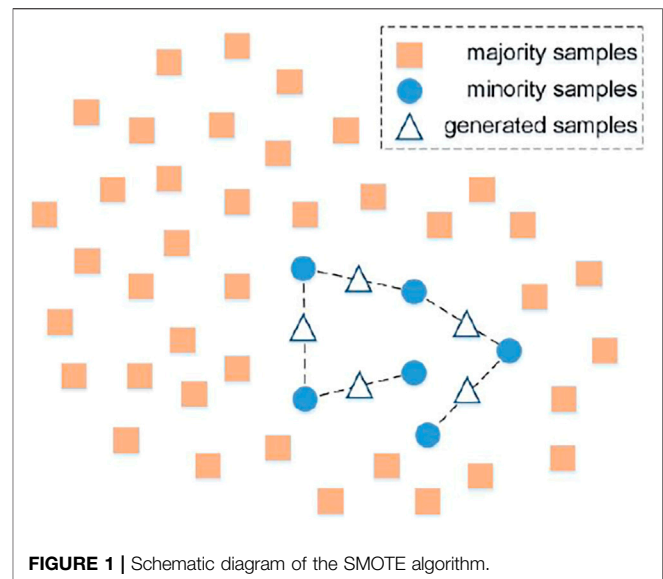 majority samples
minority samples
generated samples
FIGURE 1 | Schematic diagram of the SMOTE algorithm.